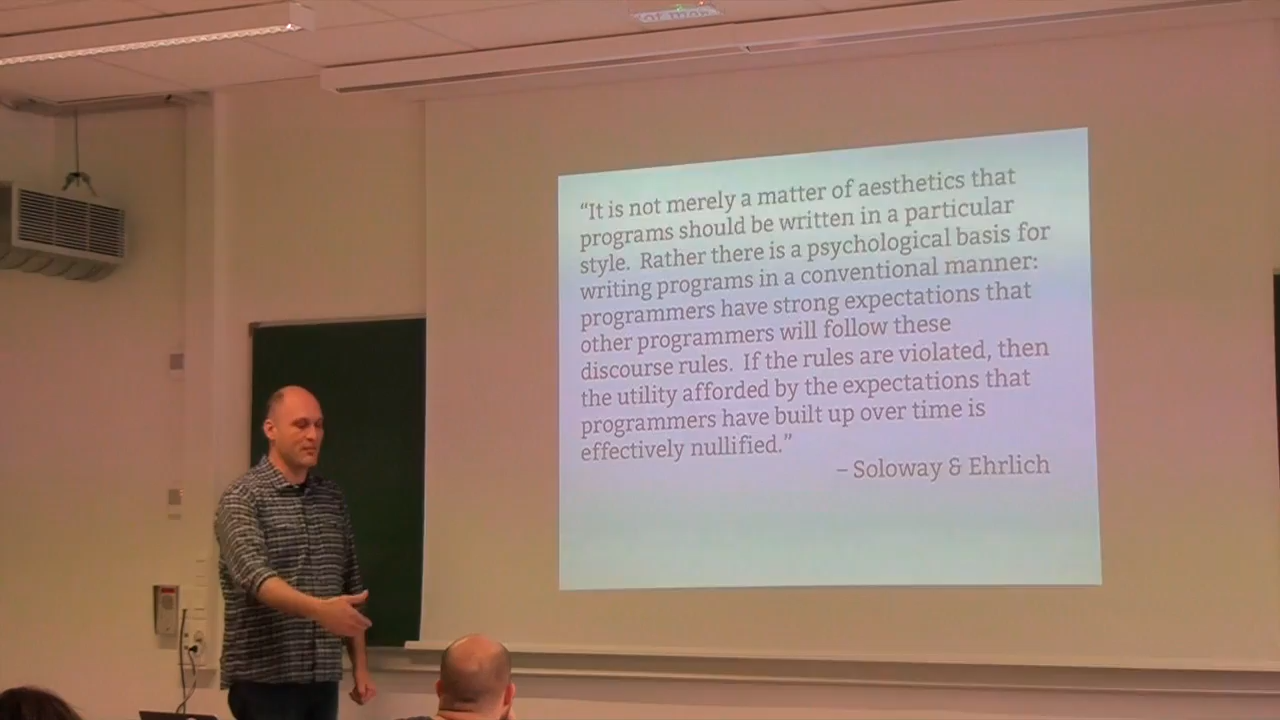 “It is not merely a matter of aesthetics that
programs should be written in a particular
style.  Rather there is a psychological basis for
writing programs in a conventional manner:
programmers have strong expectations that
other programmers will follow these
discourse rules.  If the rules are violated, then
the utility afforded by the expectations that
programmers have built up over time is
effectively nullified.”
– Soloway & Ehrlich